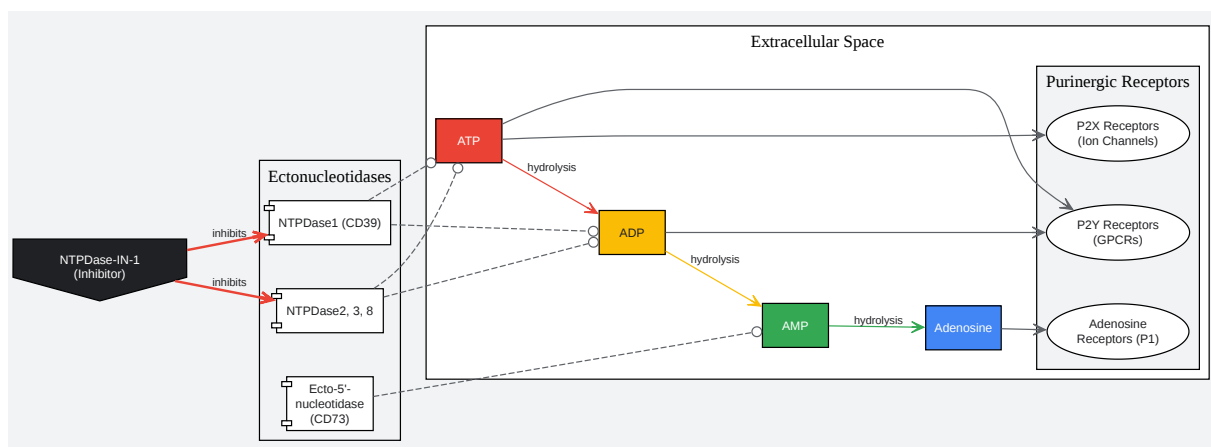 Extracellular Space
Purinergic Receptors
P2X Receptors
(Ion Channels)
ATP
hydrolysis
Ectonucleotidases
NTPDase1 (CD39)
inhibits
ADP
P2Y Receptors
(GPCRs)
NTPDase-IN-1
(Inhibitor)
hydrolysis
inhibits
NTPDase2, 3, 8
AMP
hydrolysis
Adenosine
Adenosine
Receptors (P1)
Ecto-5'-
nucleotidase
(CD73)